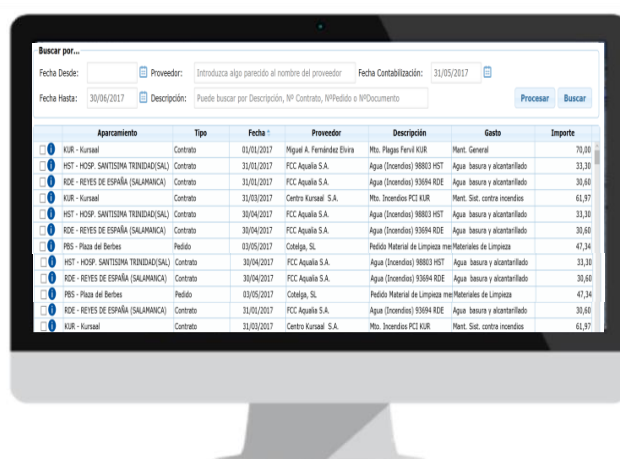 Buscar por...
Fecha Desde: Proveedor: Introduzca algo parecido al nombre del proveedor Fecha Contabilización: 31/05/2017
Fecha Hasta: 30/06/2017 Descripción: Puede buscar por Descripción, Nº Contrato, NºPedido o NºDocumento Procesar Buscar
Aparcamiento Tipo Fecha Proveedor Descripción Gasto Importe
KUR - Kursaal Contrato 01/01/2017 Miguel A. Fernández Elvira Mto. Plagas Fervil KUR Mant. General 70,00
HST - HOSP. SANTISIMA TRINIDAD(SAL) Contrato 31/01/2017 FCC Aqualia S.A. Agua (Incendios) 98803 HST Agua basura y alcantarillado 33,30
RDE - REYES DE ESPAÑA (SALAMANCA) Contrato 31/01/2017 FCC Aqualia S.A. Agua (Incendios) 93694 RDE Agua basura y alcantarillado 30,60
KUR - Kursaal Contrato 31/03/2017 Centro Kursaal S.A. Mto. Incendios PCI KUR Mant. Sist. contra incendios 61,97
HST - HOSP. SANTISIMA TRINIDAD(SAL) Contrato 30/04/2017 FCC Aqualia S.A. Agua (Incendios) 98803 HST Agua basura y alcantarillado 33,30
RDE - REYES DE ESPAÑA (SALAMANCA) Contrato 30/04/2017 FCC Aqualia S.A. Agua (Incendios) 93694 RDE Agua basura y alcantarillado 30,60
PBS - Plaza del Berbes Pedido 03/05/2017 Cotelga, SL Pedido Material de Limpieza me Materiales de Limpieza 47,34
HST - HOSP. SANTISIMA TRINIDAD(SAL) Contrato 30/04/2017 FCC Aqualia S.A. Agua (Incendios) 98803 HST Agua basura y alcantarillado 33,30
RDE - REYES DE ESPAÑA (SALAMANCA) Contrato 30/04/2017 FCC Aqualia S.A. Agua (Incendios) 93694 RDE Agua basura y alcantarillado 30,60
PBS - Plaza del Berbes Pedido 03/05/2017 Cotelga, SL Pedido Material de Limpieza me Materiales de Limpieza 47,34
RDE - REYES DE ESPAÑA (SALAMANCA) Contrato 31/01/2017 FCC Aqualia S.A. Agua (Incendios) 93694 RDE Agua basura y alcantarillado 30,60
KUR - Kursaal Contrato 31/03/2017 Centro Kursaal S.A. Mto. Incendios PCI KUR Mant. Sist. contra incendios 61,97